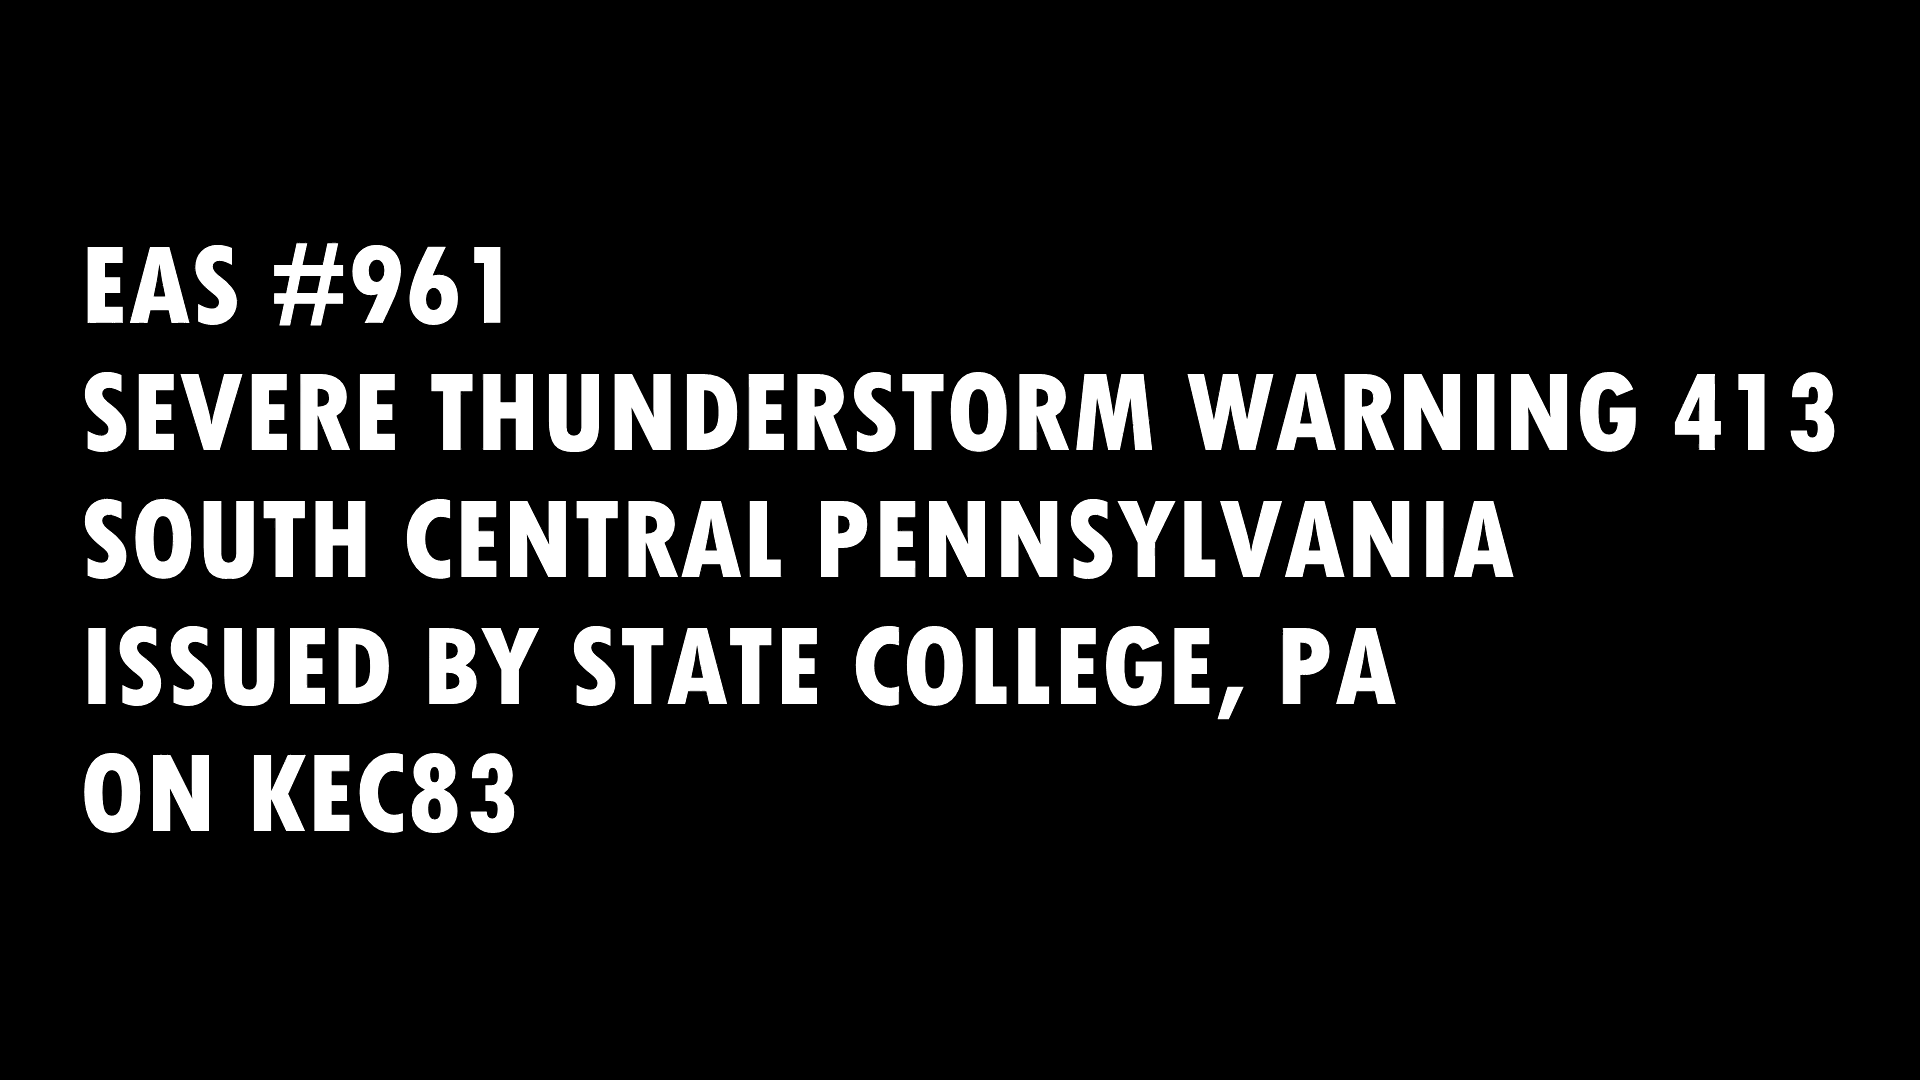 EAS #961
SEVERE THUNDERSTORM WARNING 413
SOUTH CENTRAL PENNSYLVANIA
ISSUED BY STATE COLLEGE, PA
ON KEC83